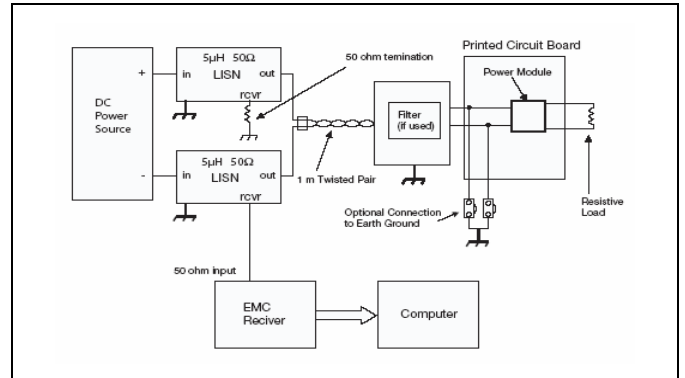 Printed Circuit Board
5µH 50Ω
LISN
in
out
rcvr
50 ohm temination
Power Module
+
DC
Power
Source
-
Filter
(if used)
5µH 50Ω
LISN
in
out
rcvr
1 m Twisted Pair
Optional Connection
to Earth Ground
Resistive
Load
50 ohm input
EMC
Reciver
Computer